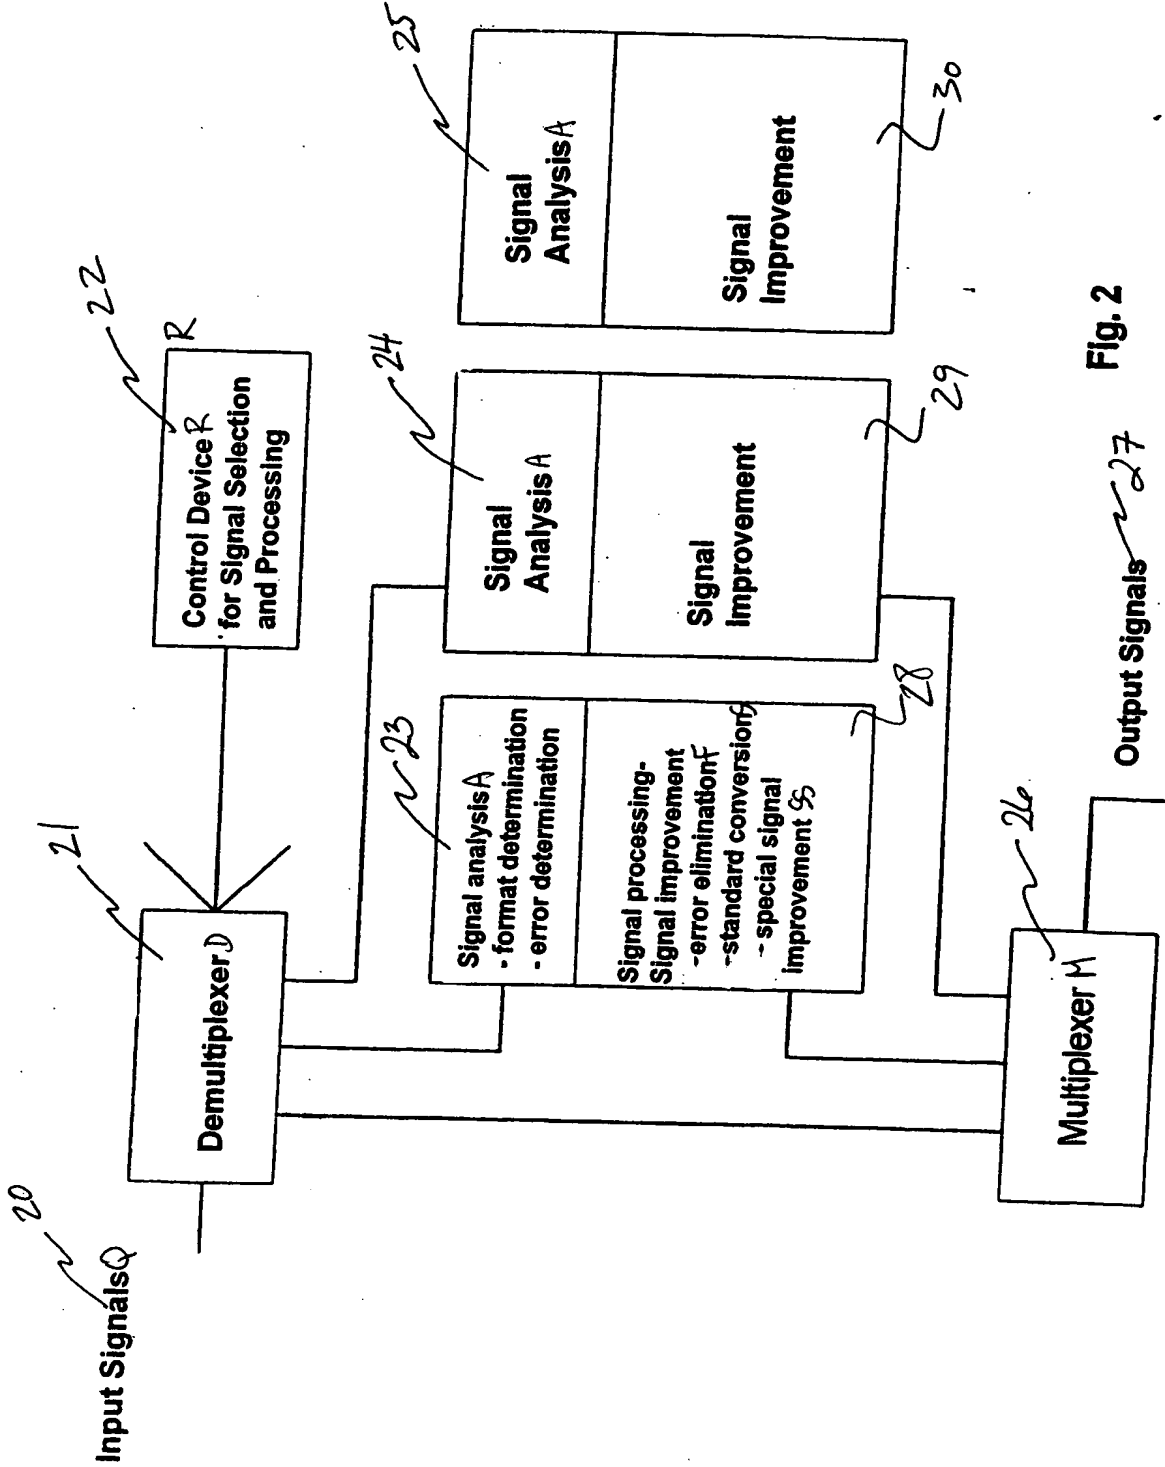 20
Input Signals Q
21
Demultiplexer D
22
R
Control Device R
for Signal Selection
and Processing
23
Signal analysis A
- format determination
- error determination
Signal processing-
Signal improvement
-error elimination F
-standard conversion S
- special signal
improvement SS
28
24
Signal
Analysis A
Signal
Improvement
29
25
Signal
Analysis A
Signal
Improvement
30
26
Multiplexer M
Output Signals 27
Fig. 2